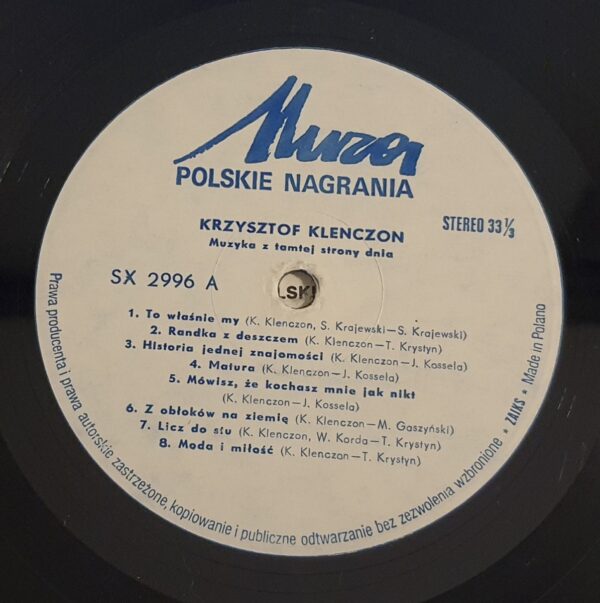 Muza
POLSKIE NAGRANIA
KRZYSZTOF KLENCZON
Muzyka z tamtej strony dnia
STEREO 33 1/3
SX 2996 A
LSKI
1. To właśnie my (K. Klenczon, S. Krajewski—S. Krajewski)
2. Randka z deszczem (K. Klenczon—T. Krystyn)
3. Historia jednej znajomości (K. Klenczon—J. Kossela)
4. Matura (K. Klenczon—J. Kossela)
5. Mówisz, że kochasz mnie jak nikt
(K. Klenczon—J. Kossela)
6. Z obłoków na ziemię (K. Klenczon—M. Gaszyński)
7. Licz do stu (K. Klenczon, W. Korda—T. Krystyn)
8. Moda i miłość (K. Klenczon—T. Krystyn)
Prawa producenta i prawa autorskie zastrzeżone, kopiowanie i publiczne odtwarzanie bez zezwolenia wzbronione * ZAIKS * Made in Poland